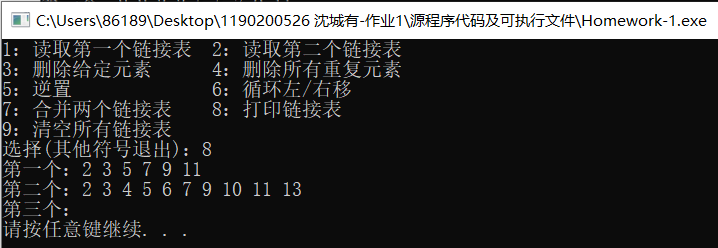 C:\Users\86189\Desktop\1190200526 沈城有-作业1\源程序代码及可执行文件\Homework-1.exe
1: 读取第一个链接表  2: 读取第二个链接表
3: 删除给定元素      4: 删除所有重复元素
5: 逆置              6: 循环左/右移
7: 合并两个链接表    8: 打印链接表
9: 清空所有链接表
选择(其他符号退出): 8
第一个: 2 3 5 7 9 11
第二个: 2 3 4 5 6 7 9 10 11 13
第三个:
请按任意键继续. . .